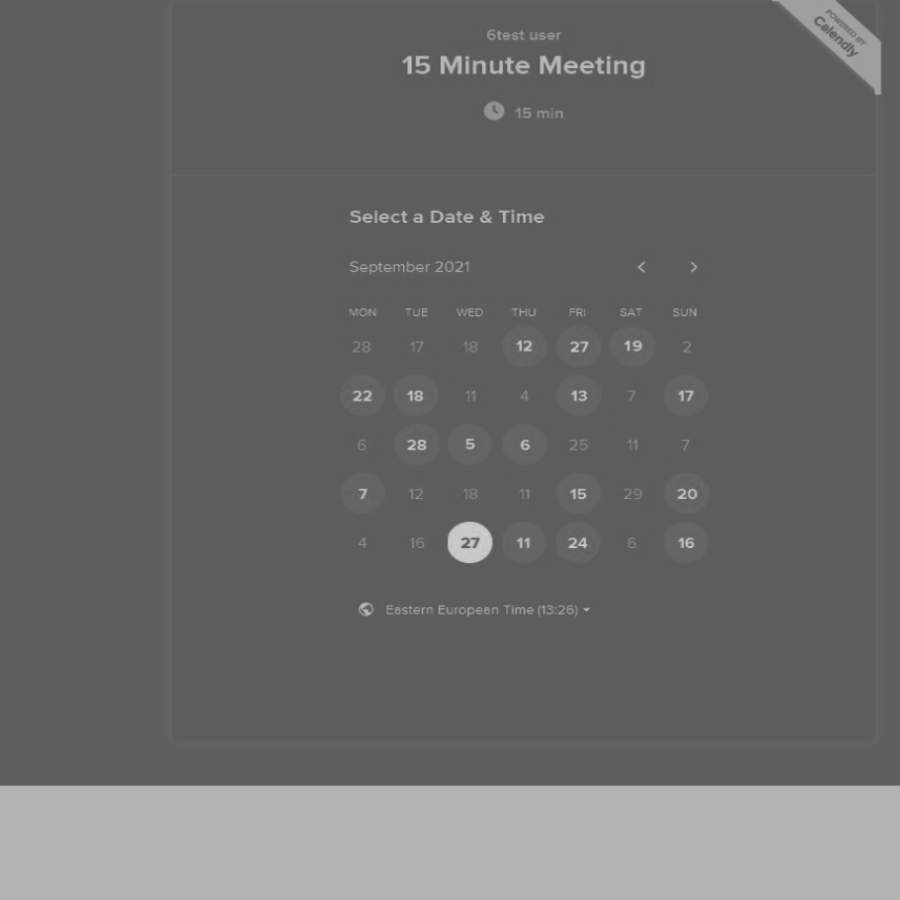 POWERED BY
Calendly
6test user
15 Minute Meeting
15 min
Select a Date & Time
September 2021
MON TUE WED THU FRI SAT SUN
28 17 18 12 27 19 2
22 18 11 4 13 7 17
6 28 5 6 25 11 7
7 12 18 11 15 29 20
4 16 27 11 24 6 16
Eastern European Time (13:26)